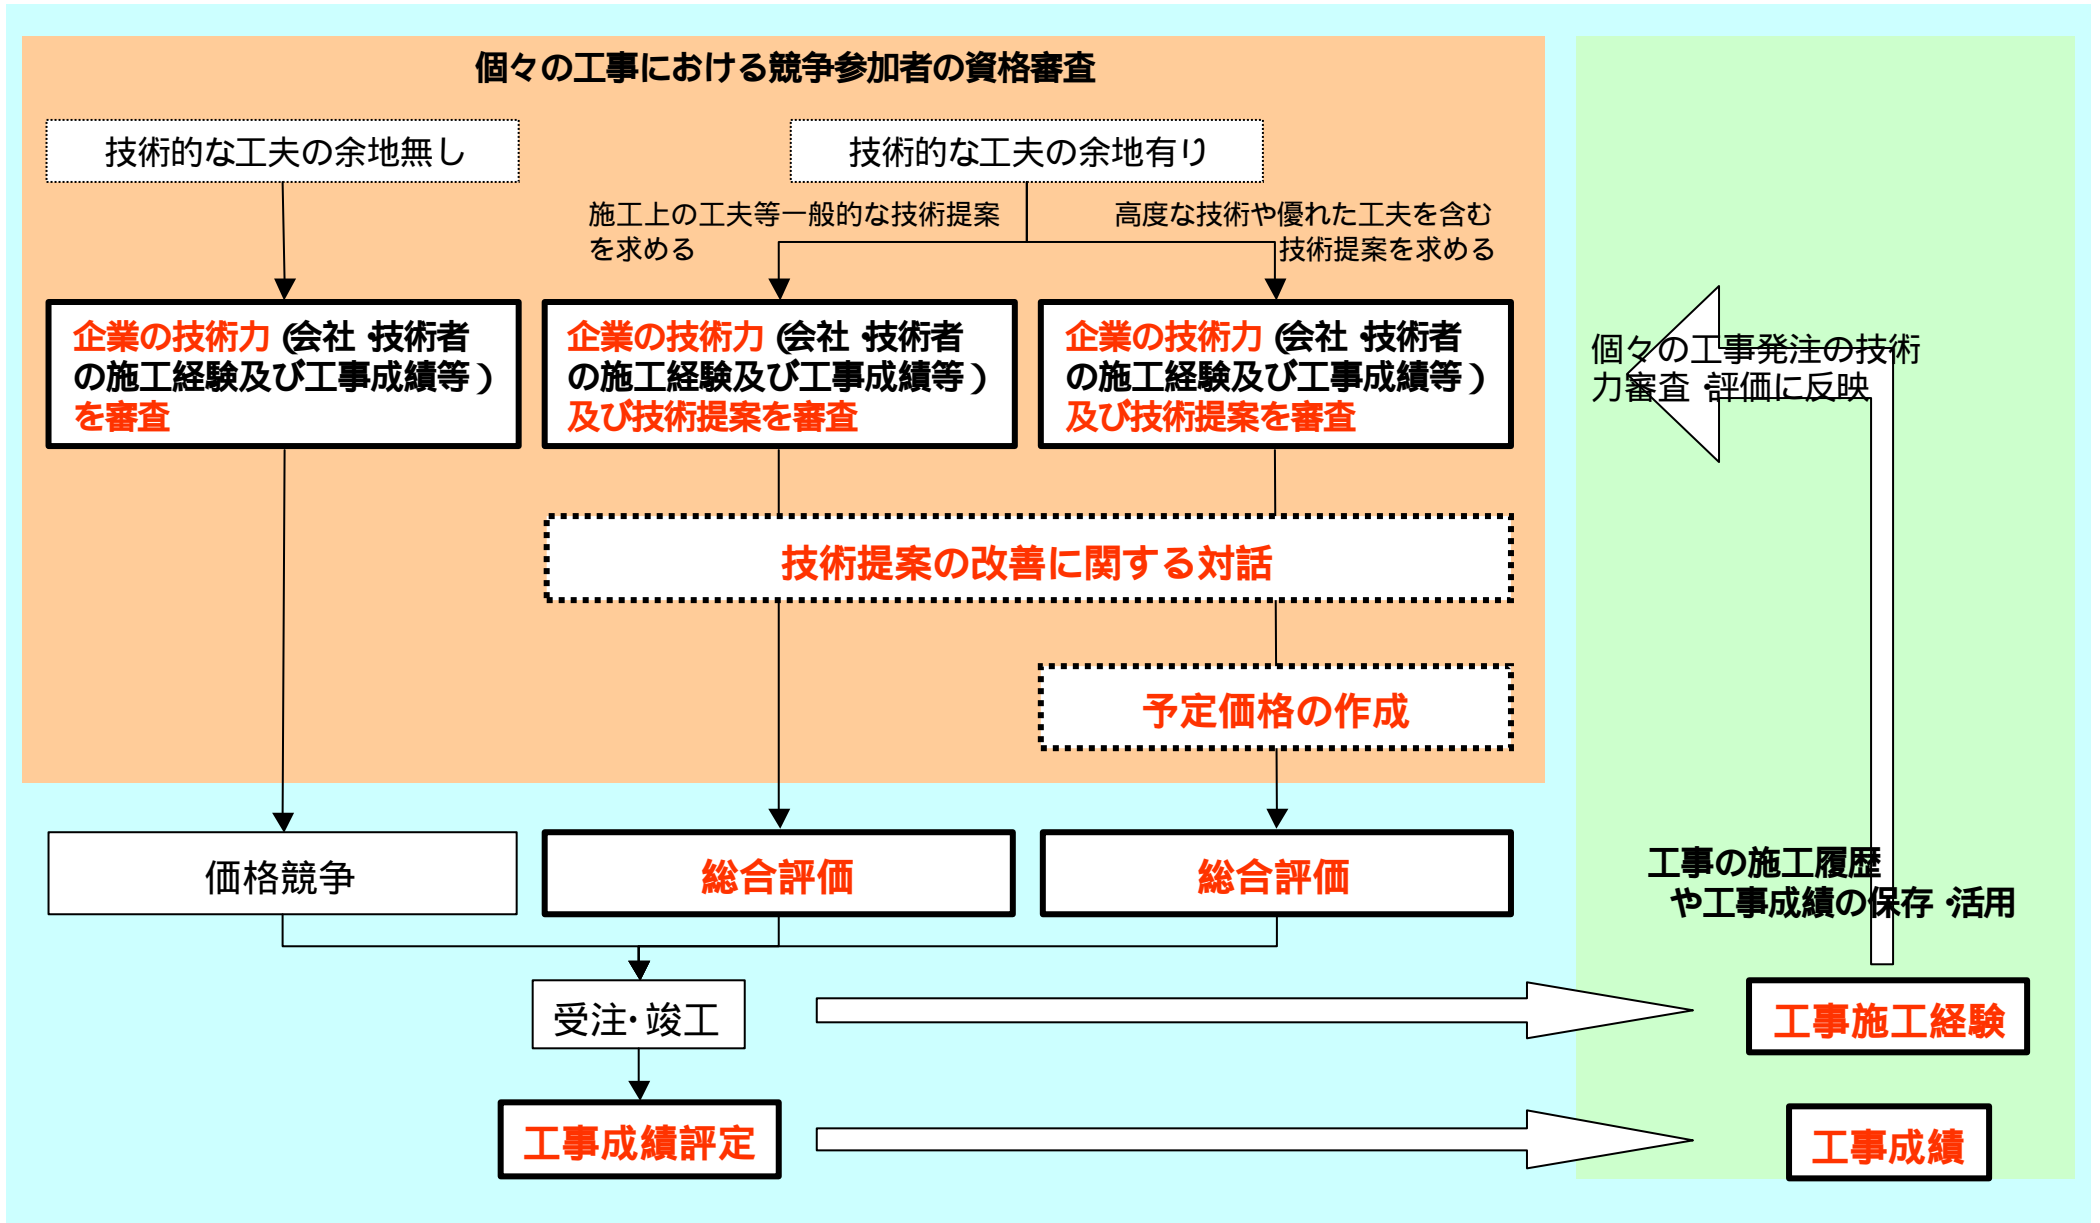 個々の工事における競争参加者の資格審査
技術的な工夫の余地無し
技術的な工夫の余地有り
施工上の工夫等一般的な技術提案
を求める
高度な技術や優れた工夫を含む
技術提案を求める
企業の技術力(会社・技術者
の施工経験及び工事成績等)
を審査
企業の技術力(会社・技術者
の施工経験及び工事成績等)
及び技術提案を審査
企業の技術力(会社・技術者
の施工経験及び工事成績等)
及び技術提案を審査
個々の工事発注の技術
力審査・評価に反映
技術提案の改善に関する対話
予定価格の作成
価格競争
総合評価
総合評価
工事の施工履歴
や工事成績の保存・活用
受注・竣工
工事施工経験
工事成績評定
工事成績